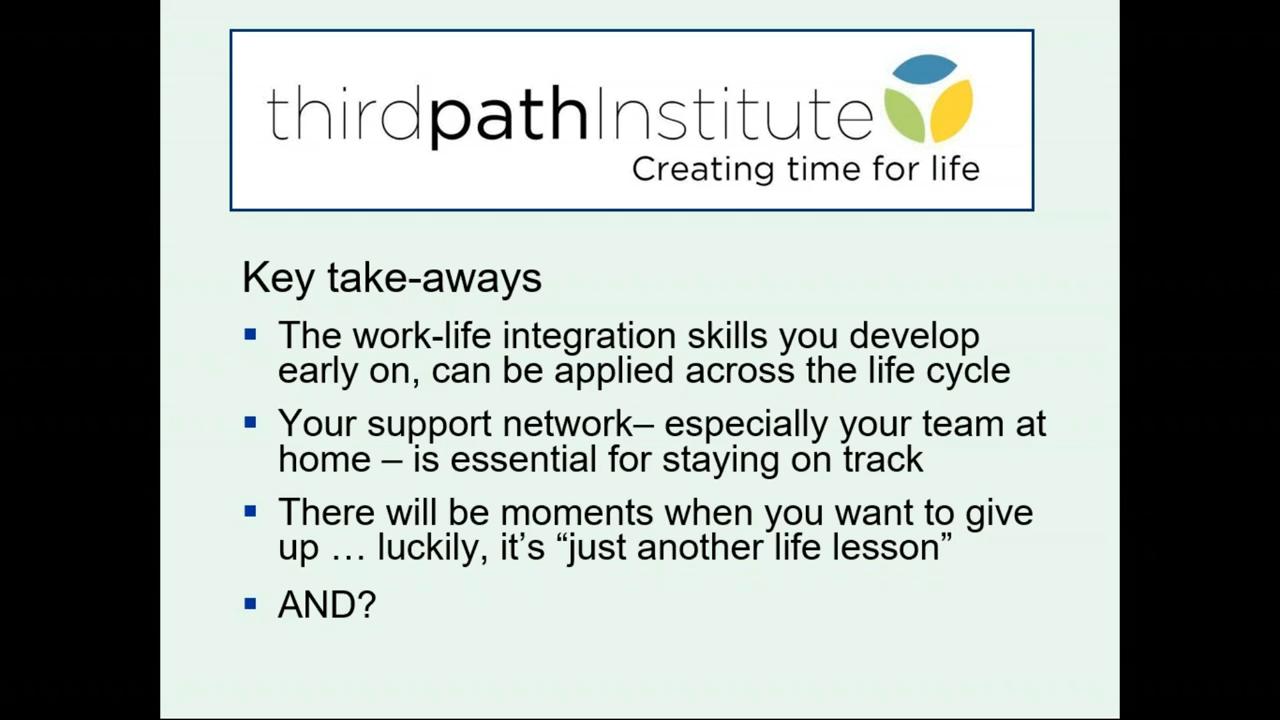 thirdpathInstitute
Creating time for life
Key take-aways
▪ The work-life integration skills you develop
early on, can be applied across the life cycle
▪ Your support network– especially your team at
home – is essential for staying on track
▪ There will be moments when you want to give
up … luckily, it’s “just another life lesson”
▪ AND?